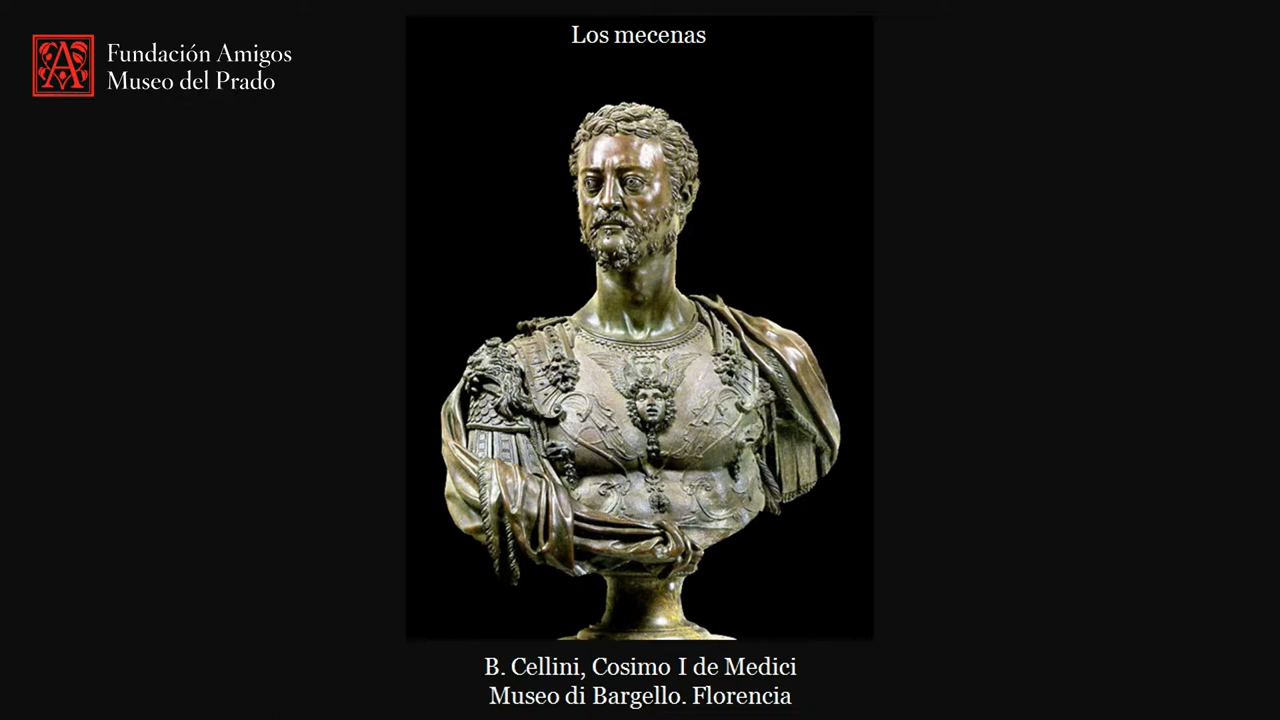 Fundación Amigos
Museo del Prado
Los mecenas
B. Cellini, Cosimo I de Medici
Museo di Bargello. Florencia